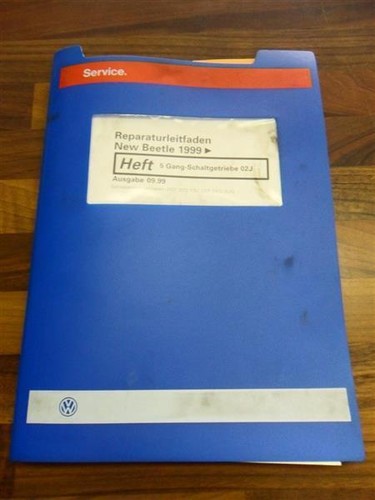 Service.
Reparaturleitfaden
New Beetle 1999 ➤
Heft 5 Gang-Schaltgetriebe 02J
Ausgabe 09.99